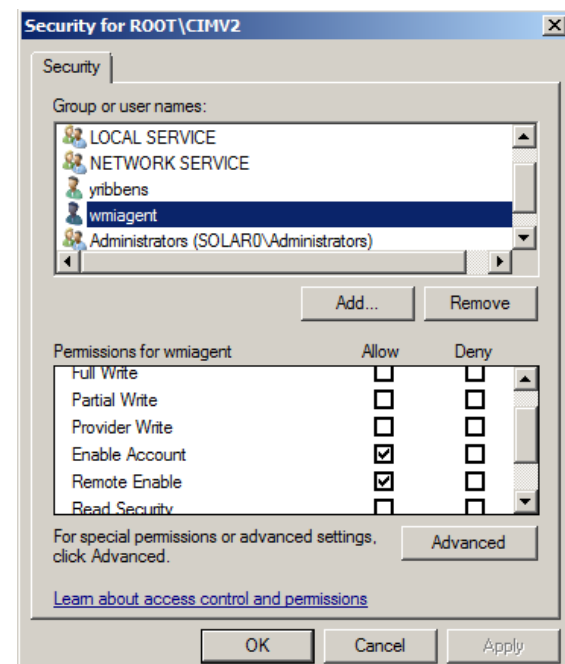 Security for ROOT\CIMV2
Security
Group or user names:
LOCAL SERVICE
NETWORK SERVICE
yribbens
wmiagent
Administrators (SOLAR0\Administrators)
Add... Remove
Permissions for wmiagent Allow Deny
Full Write
Partial Write
Provider Write
Enable Account
Remote Enable
Read Security
For special permissions or advanced settings,
click Advanced.
Advanced
Learn about access control and permissions
OK Cancel Apply